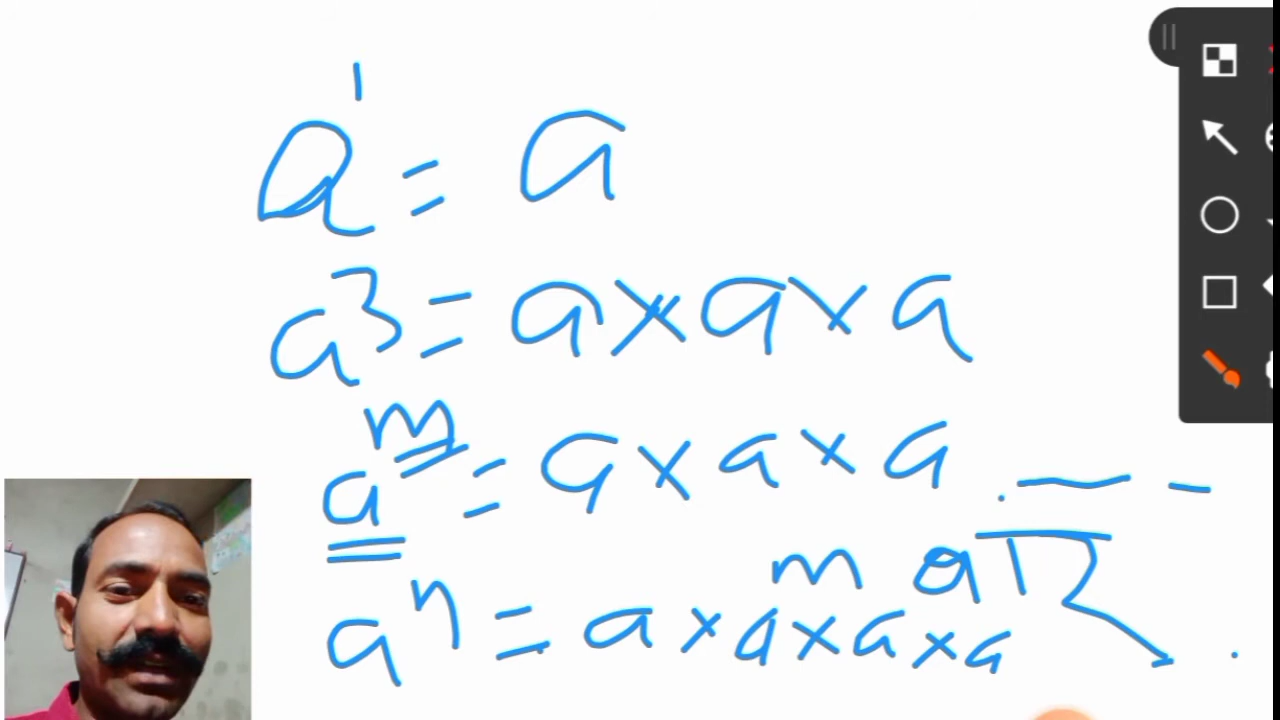 a¹ = a
a³ = a × a × a
aᵐ = a × a × a . — - -
m बार
aⁿ = a × a × a × a .